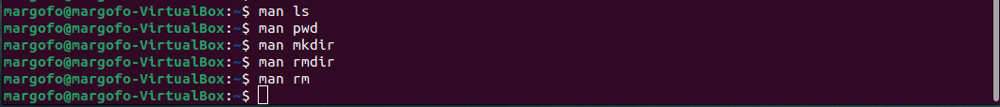 margofo@margofo-VirtualBox:~$ man ls
margofo@margofo-VirtualBox:~$ man pwd
margofo@margofo-VirtualBox:~$ man mkdir
margofo@margofo-VirtualBox:~$ man rmdir
margofo@margofo-VirtualBox:~$ man rm
margofo@margofo-VirtualBox:~$